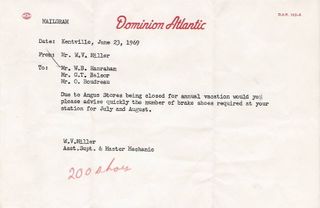 MAILGRAM
Dominion Atlantic
D.A.R. 152-A
Date: Kentville, June 23, 1969
From: Mr. W.V. Miller
To: Mr. W.B. Hanrahan
Mr. G.T. Balcor
Mr. O. Boudreau
Due to Angus Stores being closed for annual vacation would you
please advise quickly the number of brake shoes required at your
station for July and August.
W.V.Miller
Asst.Supt. & Master Mechanic
200 shoes